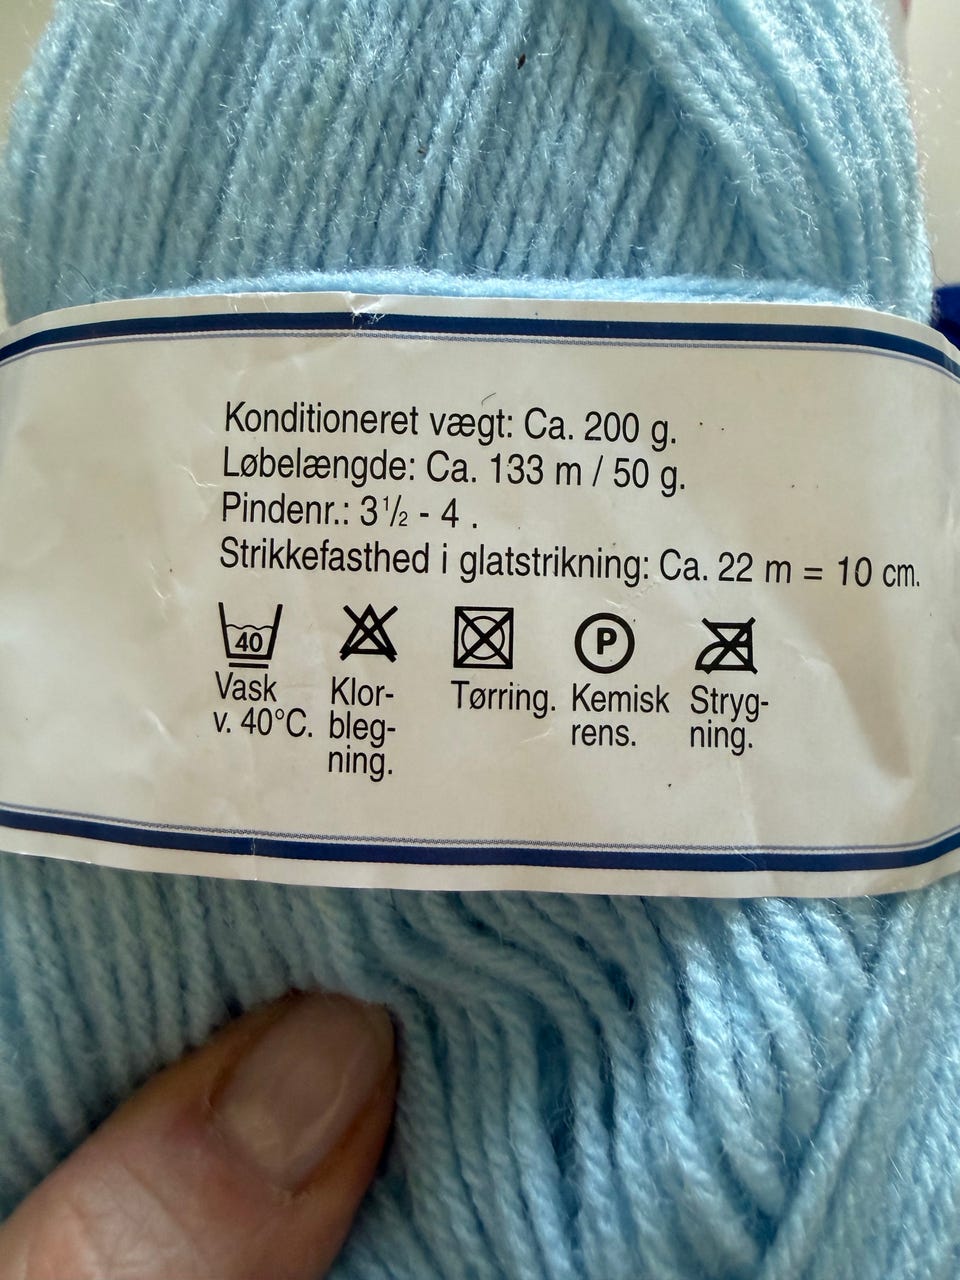 Konditioneret vægt: Ca. 200 g.
Løbelængde: Ca. 133 m / 50 g.
Pindenr.: 3½ - 4 .
Strikkefasthed i glatstrikning: Ca. 22 m = 10 cm.
40 P
Vask Klor- Tørring. Kemisk Stryg-
v. 40°C. bleg- rens. ning.
ning.